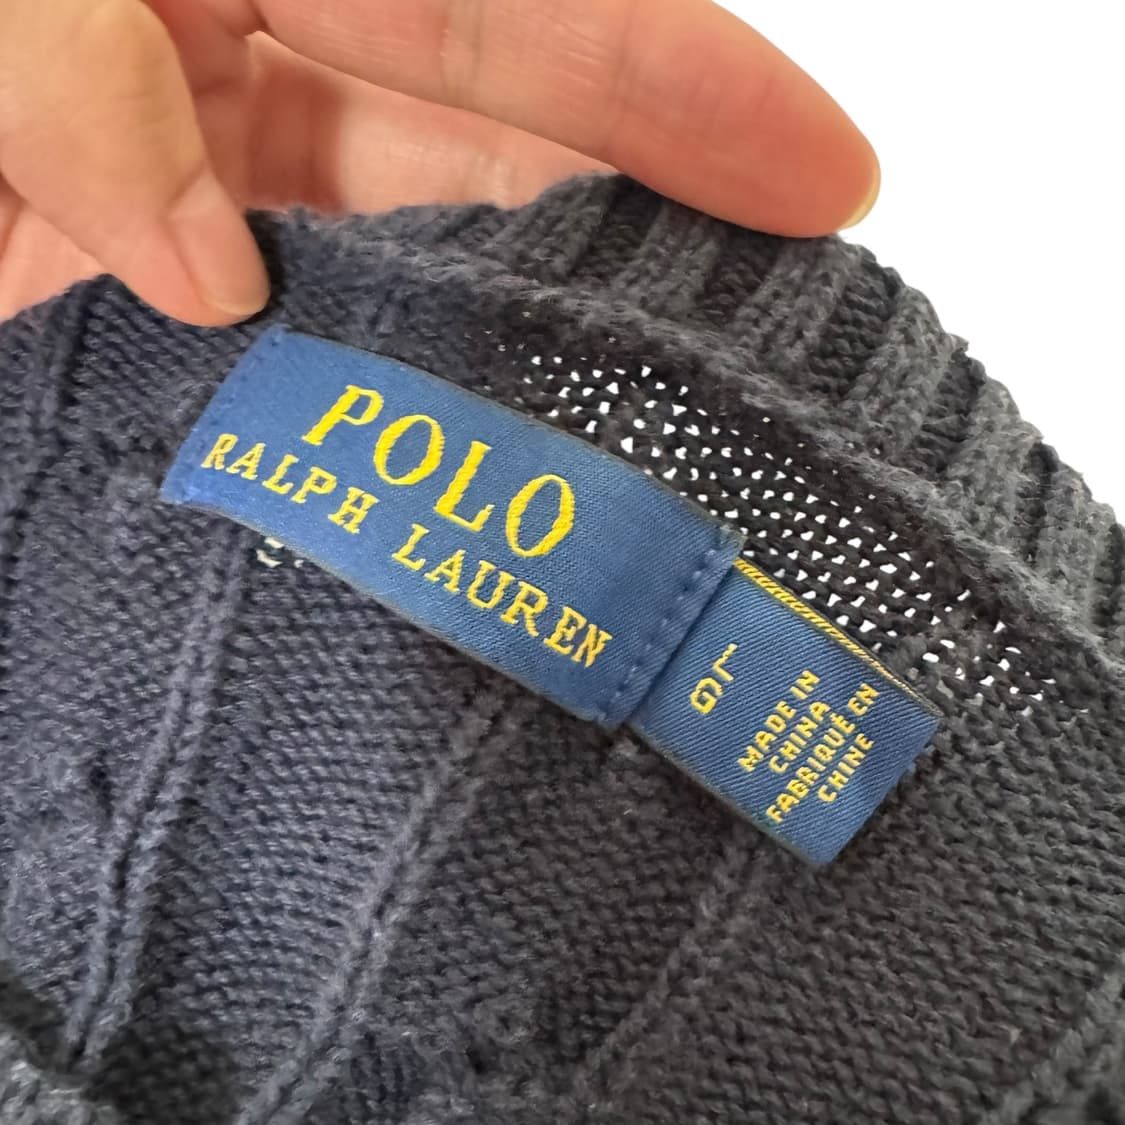 POLO
RALPH LAUREN
L
G
MADE IN
CHINA
FABRIQUÉ EN
CHINE